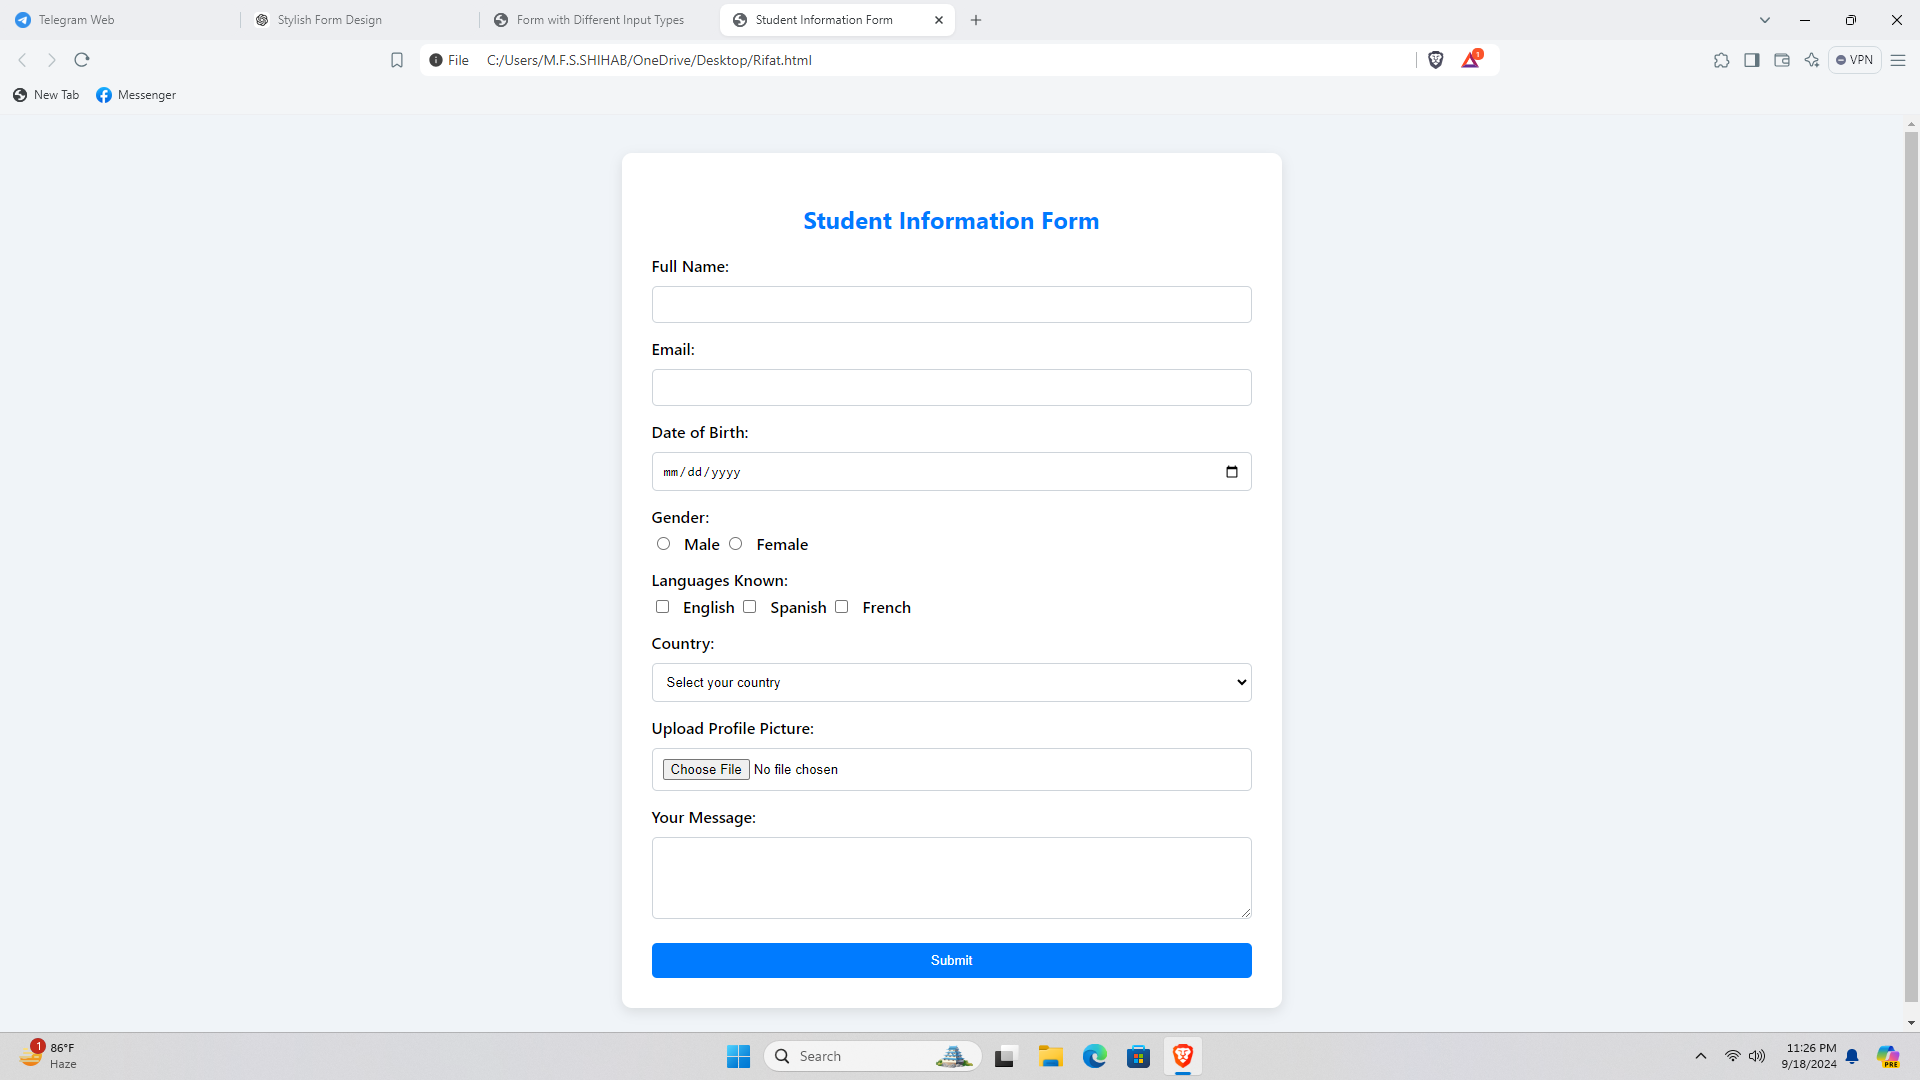 Telegram Web
Stylish Form Design
Form with Different Input Types
Student Information Form
File
C:/Users/M.F.S.SHIHAB/OneDrive/Desktop/Rifat.html
1
VPN
New Tab
Messenger
Student Information Form
Full Name:
Email:
Date of Birth:
mm/dd/yyyy
Gender:
Male Female
Languages Known:
English Spanish French
Country:
Select your country
Upload Profile Picture:
Choose File No file chosen
Your Message:
Submit
1
86°F
Haze
Search
11:26 PM
9/18/2024
PRE